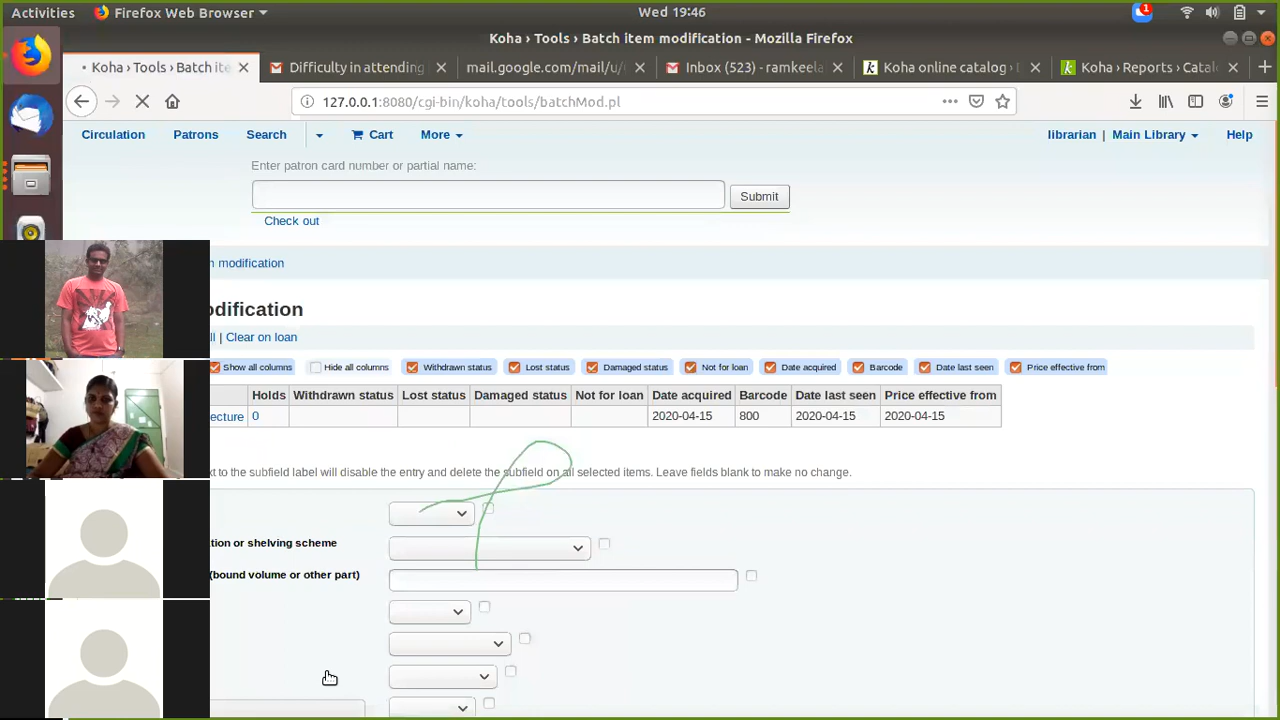 Activities Firefox Web Browser Wed 19:46 1
Koha › Tools › Batch item modification - Mozilla Firefox
Koha › Tools › Batch ite Difficulty in attending mail.google.com/mail/u/ Inbox (523) - ramkeela Koha online catalog › Koha › Reports › Catal
127.0.0.1:8080/cgi-bin/koha/tools/batchMod.pl
Circulation Patrons Search Cart More librarian | Main Library Help
Enter patron card number or partial name:
Submit
Check out
modification
odification
| Clear on loan
Show all columns Hide all columns Withdrawn status Lost status Damaged status Not for loan Date acquired Barcode Date last seen Price effective from
Holds Withdrawn status Lost status Damaged status Not for loan Date acquired Barcode Date last seen Price effective from
ecture 0 2020-04-15 800 2020-04-15 2020-04-15
xt to the subfield label will disable the entry and delete the subfield on all selected items. Leave fields blank to make no change.
ation or shelving scheme
(bound volume or other part)